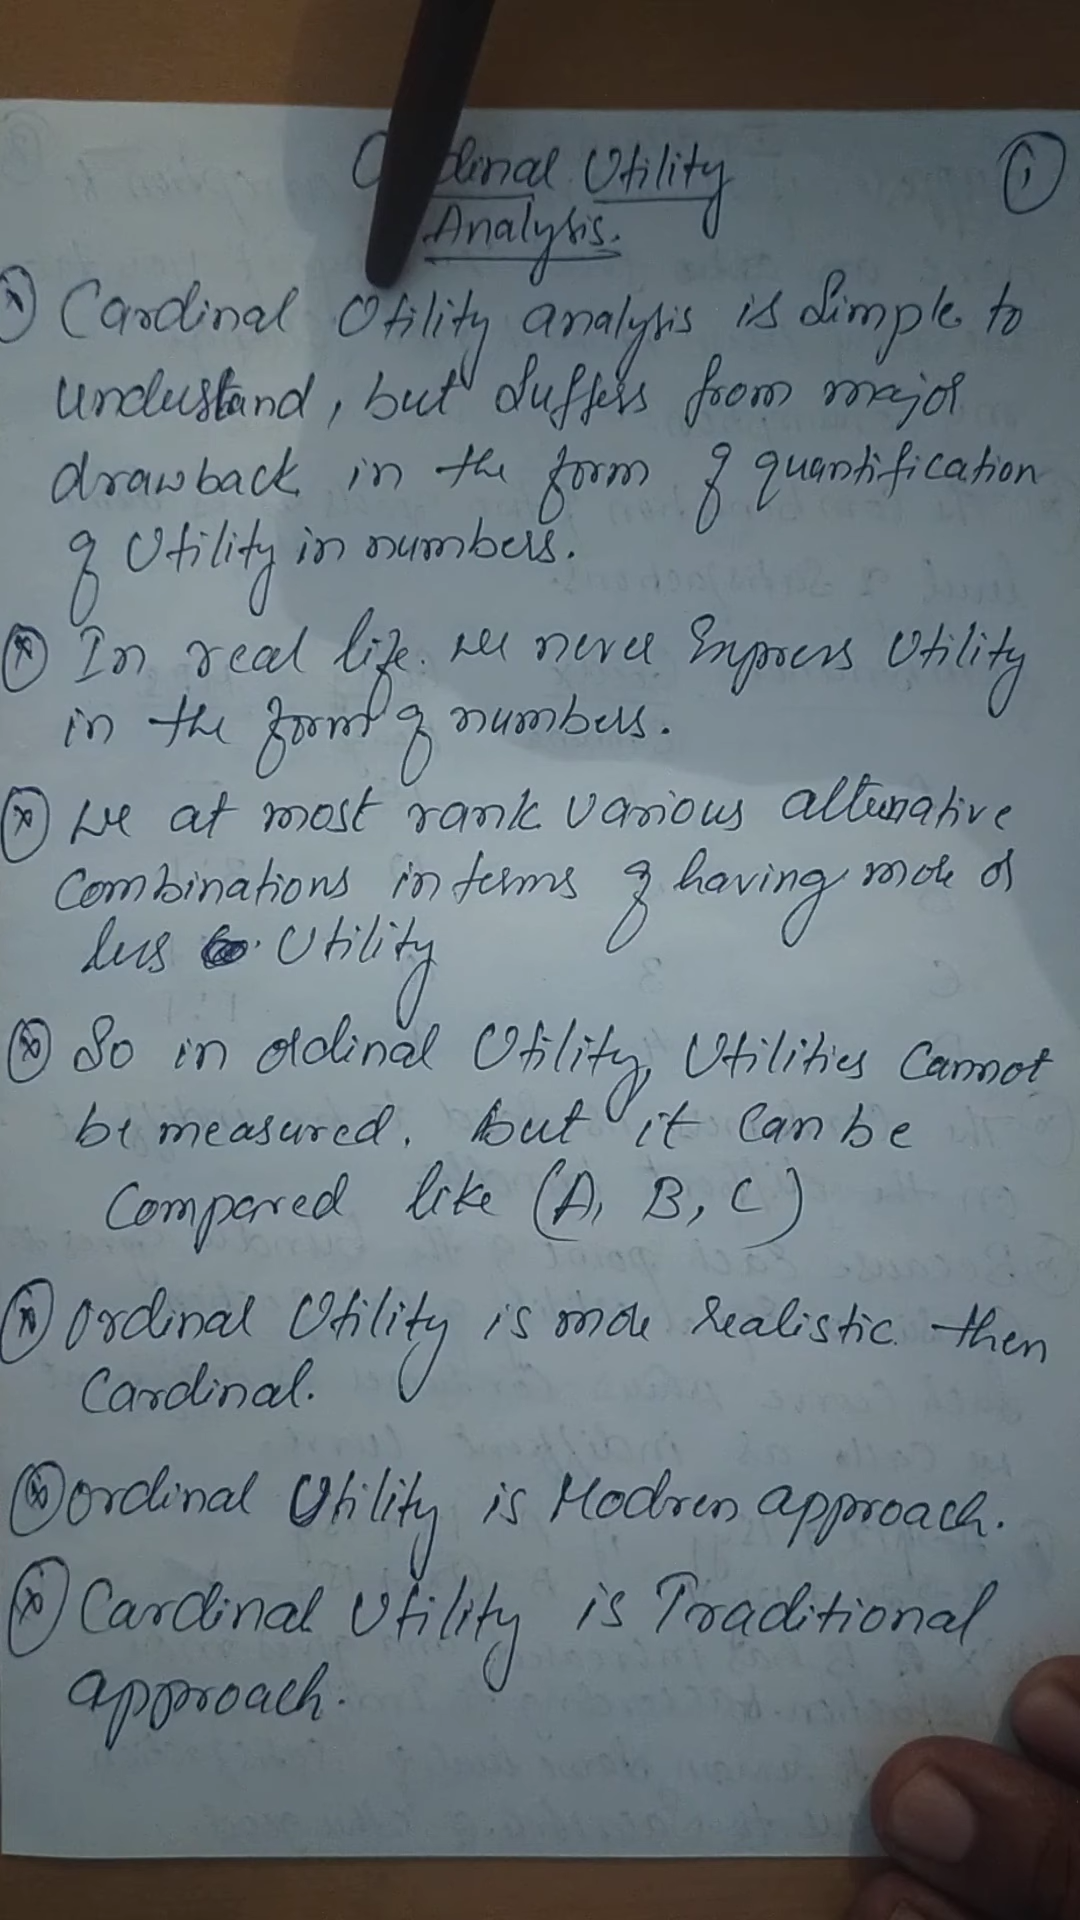 Utility
Analysis.
1
Cardinal Utility analysis is Simple to
understand, but suffers from major
drawback in the form of quantification
of Utility in numbers.
In real life we never Express Utility
in the form of numbers.
We at most rank various alternative
Combinations in terms of having more or
less Utility
So in ordinal Utility, Utilities Cannot
be measured. but it Can be
Compared like (A, B, C)
Ordinal Utility is more realistic then
Cardinal.
Ordinal Utility is Modren approach.
Cardinal Utility is Traditional
approach.